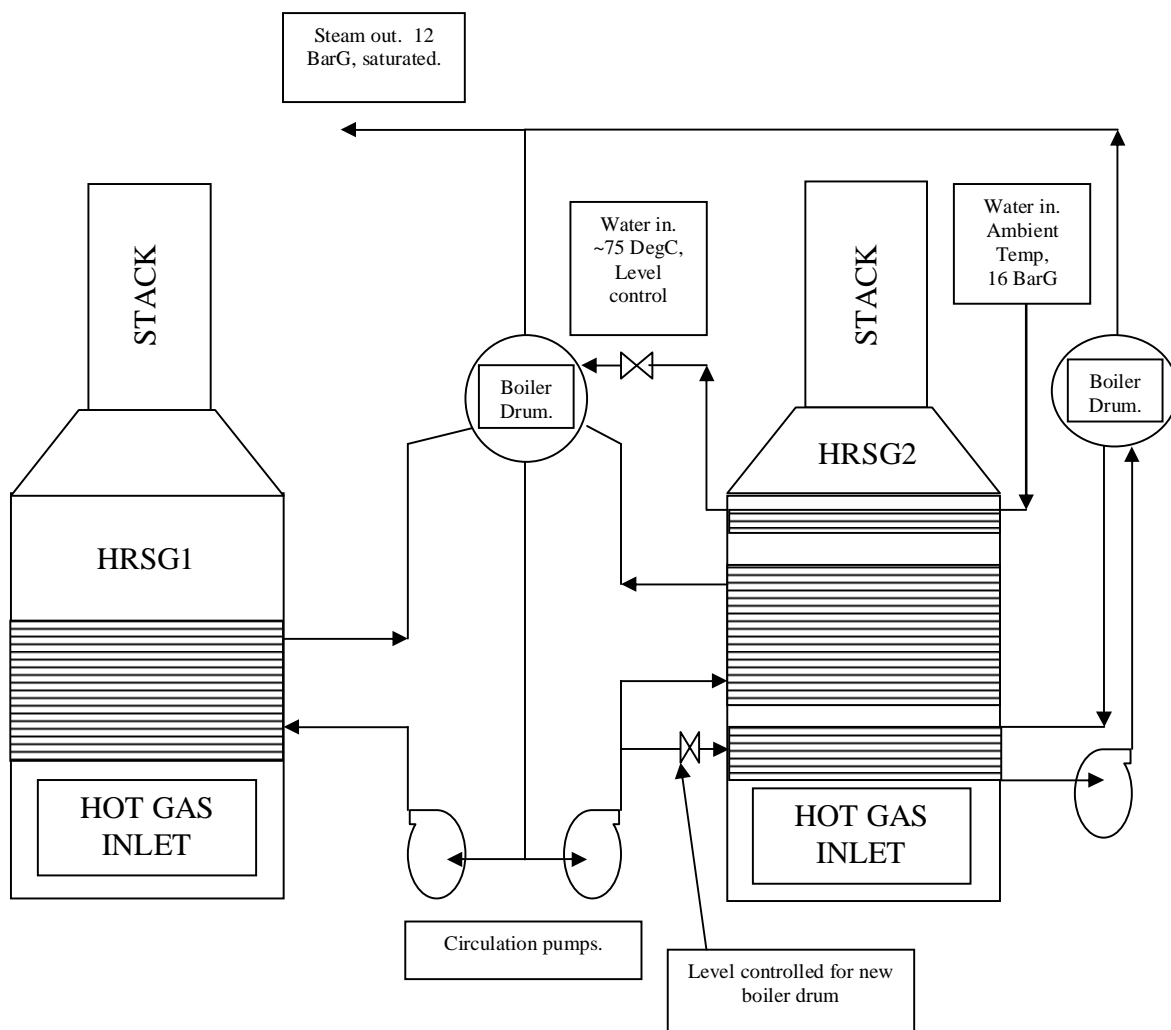 Steam out.  12
BarG, saturated.
STACK
STACK
Water in.
~75 DegC,
Level
control
Water in.
Ambient
Temp,
16 BarG
Boiler
Drum.
Boiler
Drum.
HRSG2
HRSG1
HOT GAS
INLET
HOT GAS
INLET
Circulation pumps.
Level controlled for new
boiler drum